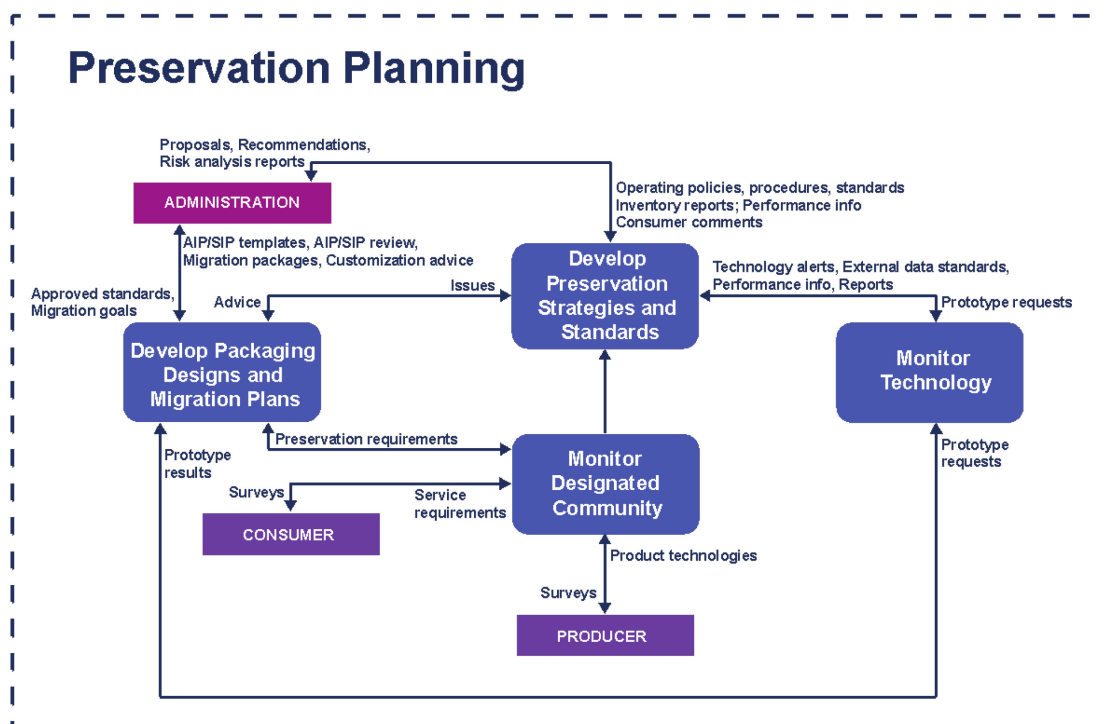 Preservation Planning
Proposals, Recommendations,
Risk analysis reports
ADMINISTRATION
Operating policies, procedures, standards
Inventory reports; Performance info
Consumer comments
AIP/SIP templates, AIP/SIP review,
Migration packages, Customization advice
Approved standards,
Migration goals
Advice
Issues
Develop
Preservation
Strategies and
Standards
Technology alerts, External data standards,
Performance info, Reports
Prototype requests
Develop Packaging
Designs and
Migration Plans
Monitor
Technology
Preservation requirements
Prototype
results
Monitor
Designated
Community
Prototype
requests
Surveys
Service
requirements
CONSUMER
Product technologies
Surveys
PRODUCER